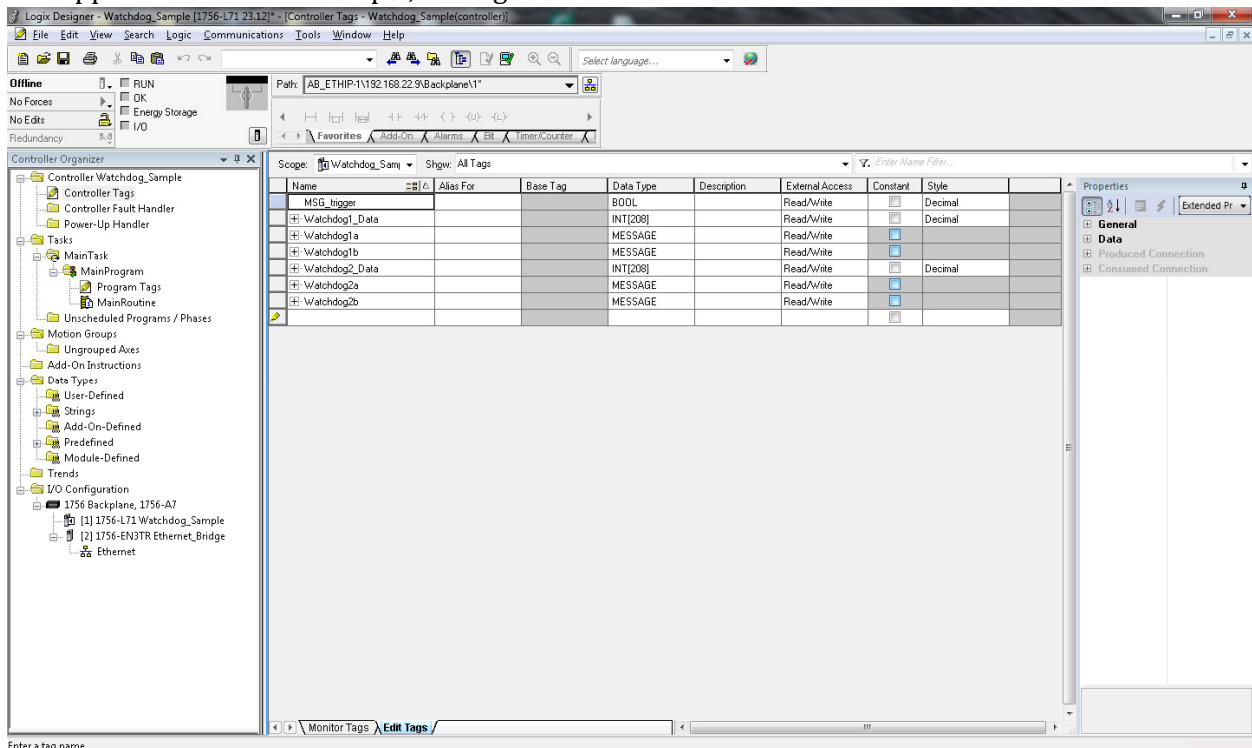 Logix Designer - Watchdog_Sample [1756-L71 23.12]* - [Controller Tags - Watchdog_Sample(controller)]
File Edit View Search Logic Communications Tools Window Help
Select language...
Offline RUN
No Forces OK
No Edits Energy Storage
Redundancy I/O
Path: AB_ETHIP-1\192.168.22.9\Backplane\1*
Favorites Add-On Alarms Bit Timer/Counter
Controller Organizer
Controller Watchdog_Sample
Controller Tags
Controller Fault Handler
Power-Up Handler
Tasks
MainTask
MainProgram
Program Tags
MainRoutine
Unscheduled Programs / Phases
Motion Groups
Ungrouped Axes
Add-On Instructions
Data Types
User-Defined
Strings
Add-On-Defined
Predefined
Module-Defined
Trends
I/O Configuration
1756 Backplane, 1756-A7
[1] 1756-L71 Watchdog_Sample
[2] 1756-EN3TR Ethernet_Bridge
Ethernet
Scope: Watchdog_Samp Show: All Tags Enter Name Filter...
Name Alias For Base Tag Data Type Description External Access Constant Style
MSG_trigger BOOL Read/Write Decimal
Watchdog1_Data INT[208] Read/Write Decimal
Watchdog1a MESSAGE Read/Write
Watchdog1b MESSAGE Read/Write
Watchdog2_Data INT[208] Read/Write Decimal
Watchdog2a MESSAGE Read/Write
Watchdog2b MESSAGE Read/Write
Properties
Extended Pr
General
Data
Produced Connection
Consumed Connection
Monitor Tags Edit Tags
Enter a tag name